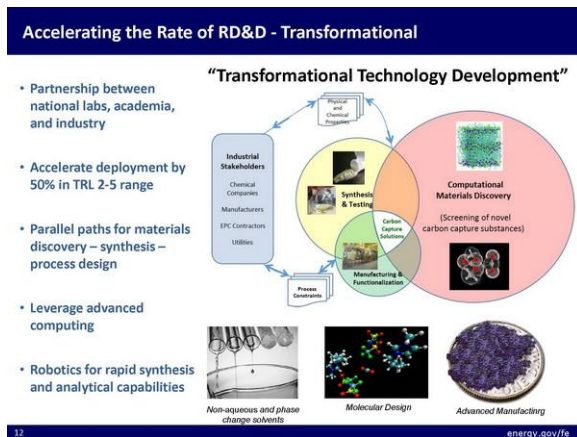 Accelerating the Rate of RD&D - Transformational
• Partnership between
national labs, academia,
and industry
• Accelerate deployment by
50% in TRL 2-5 range
• Parallel paths for materials
discovery – synthesis –
process design
• Leverage advanced
computing
• Robotics for rapid synthesis
and analytical capabilities
“Transformational Technology Development”
Physical
and
Chemical
Properties
Industrial
Stakeholders
Chemical
Companies
Manufacturers
EPC Contractors
Utilities
Synthesis
& Testing
Computational
Materials Discovery
(Screening of novel
carbon capture substances)
Carbon
Capture
Solutions
Manufacturing &
Functionalization
Process
Constraints
Non-aqueous and phase
change solvents
Molecular Design
Advanced Manufactinrg
12
energy.gov/fe